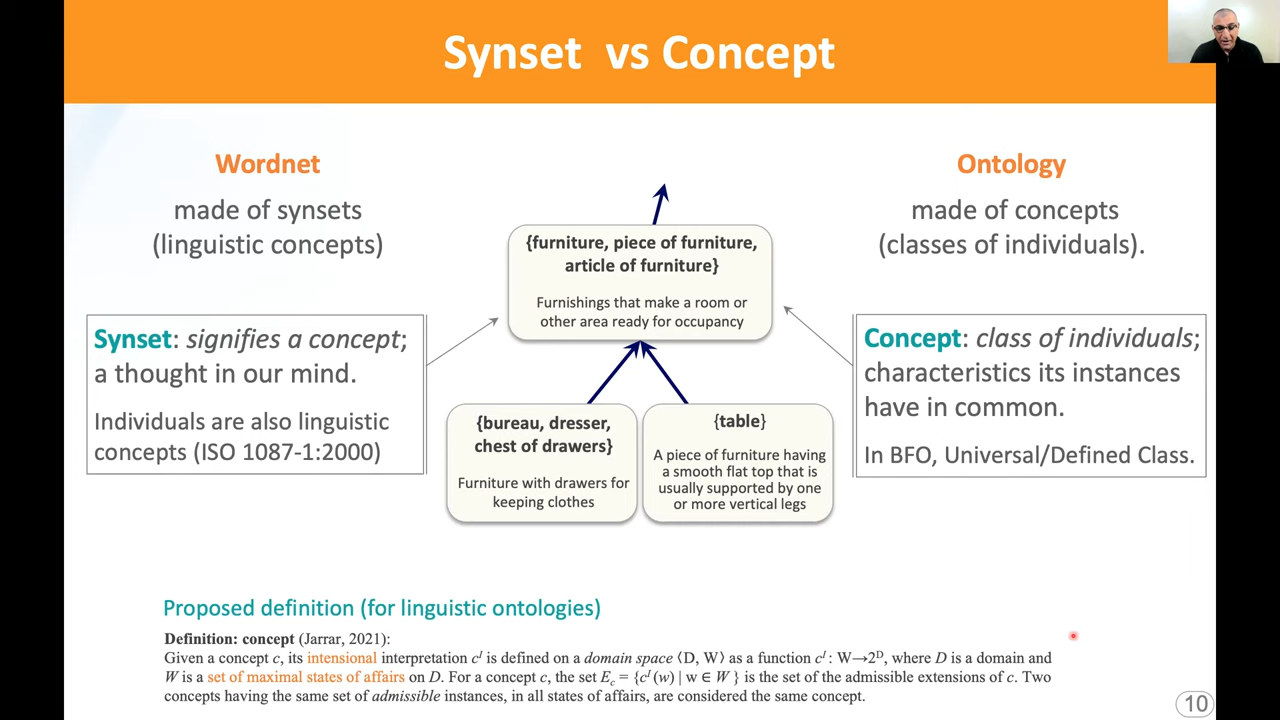 Synset vs Concept
Wordnet
made of synsets
(linguistic concepts)
Synset: signifies a concept;
a thought in our mind.
Individuals are also linguistic
concepts (ISO 1087-1:2000)
{furniture, piece of furniture,
article of furniture}
Furnishings that make a room or
other area ready for occupancy
{bureau, dresser,
chest of drawers}
Furniture with drawers for
keeping clothes
{table}
A piece of furniture having
a smooth flat top that is
usually supported by one
or more vertical legs
Ontology
made of concepts
(classes of individuals).
Concept: class of individuals;
characteristics its instances
have in common.
In BFO, Universal/Defined Class.
Proposed definition (for linguistic ontologies)
Definition: concept (Jarrar, 2021):
Given a concept c, its intensional interpretation cᴵ is defined on a domain space ⟨D, W⟩ as a function cᴵ: W→2ᴰ, where D is a domain and
W is a set of maximal states of affairs on D. For a concept c, the set E𝑐 = {cᴵ(w) | w ∈ W } is the set of the admissible extensions of c. Two
concepts having the same set of admissible instances, in all states of affairs, are considered the same concept.
10